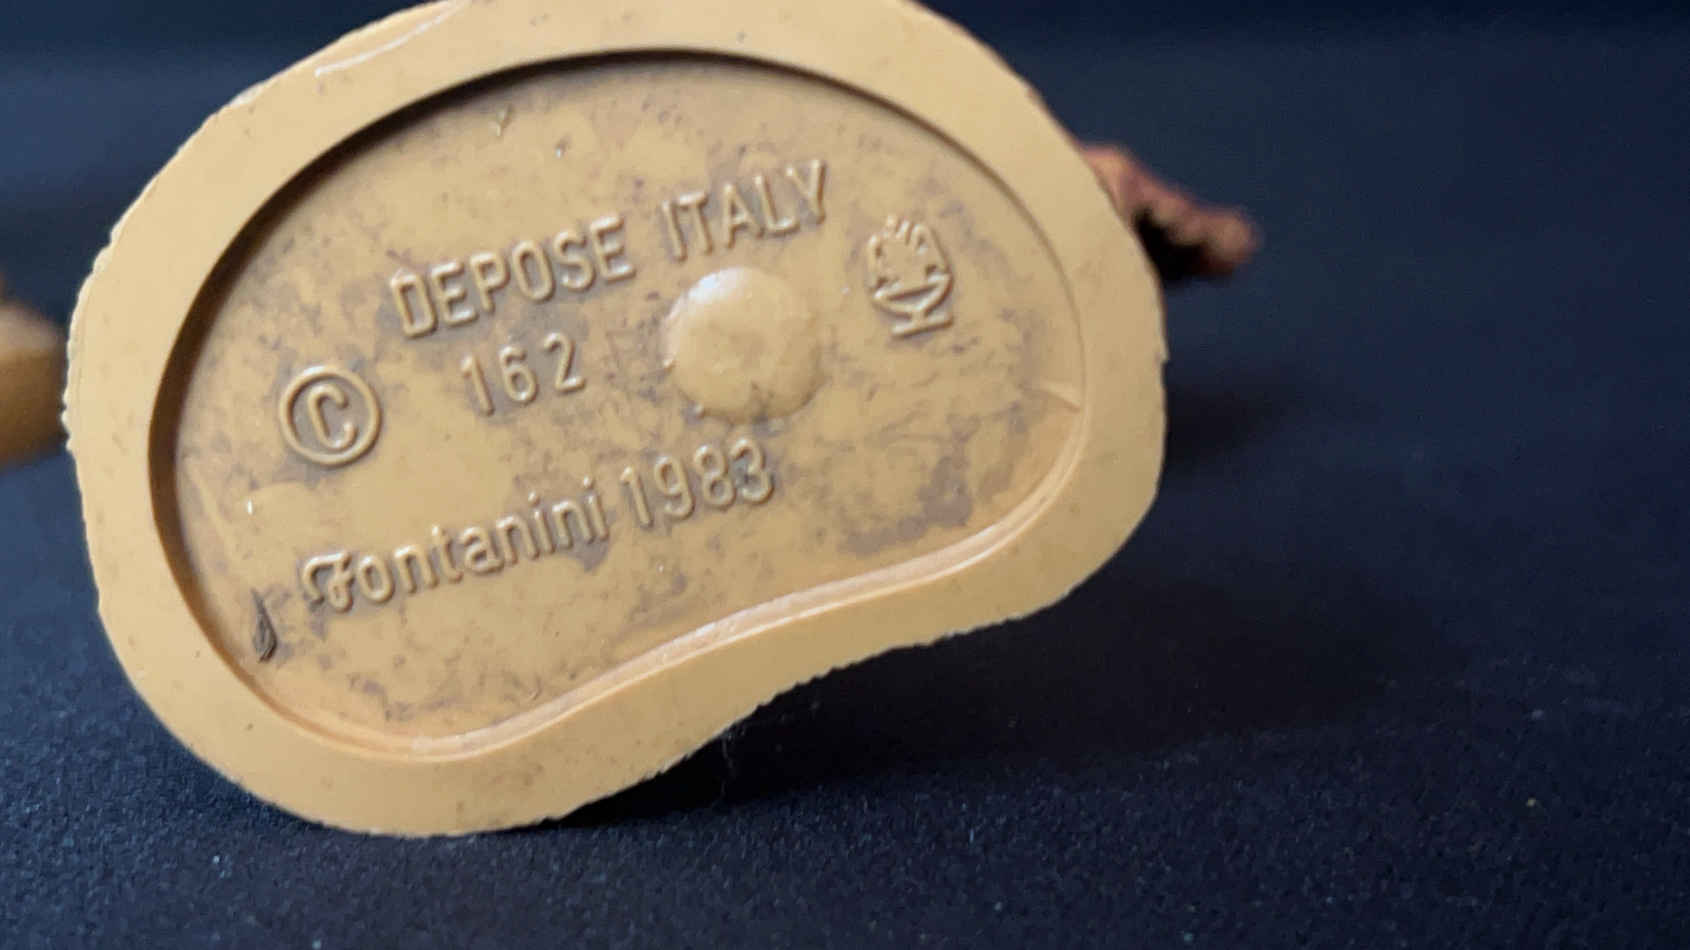 DEPOSE ITALY
162
©
Fontanini 1983